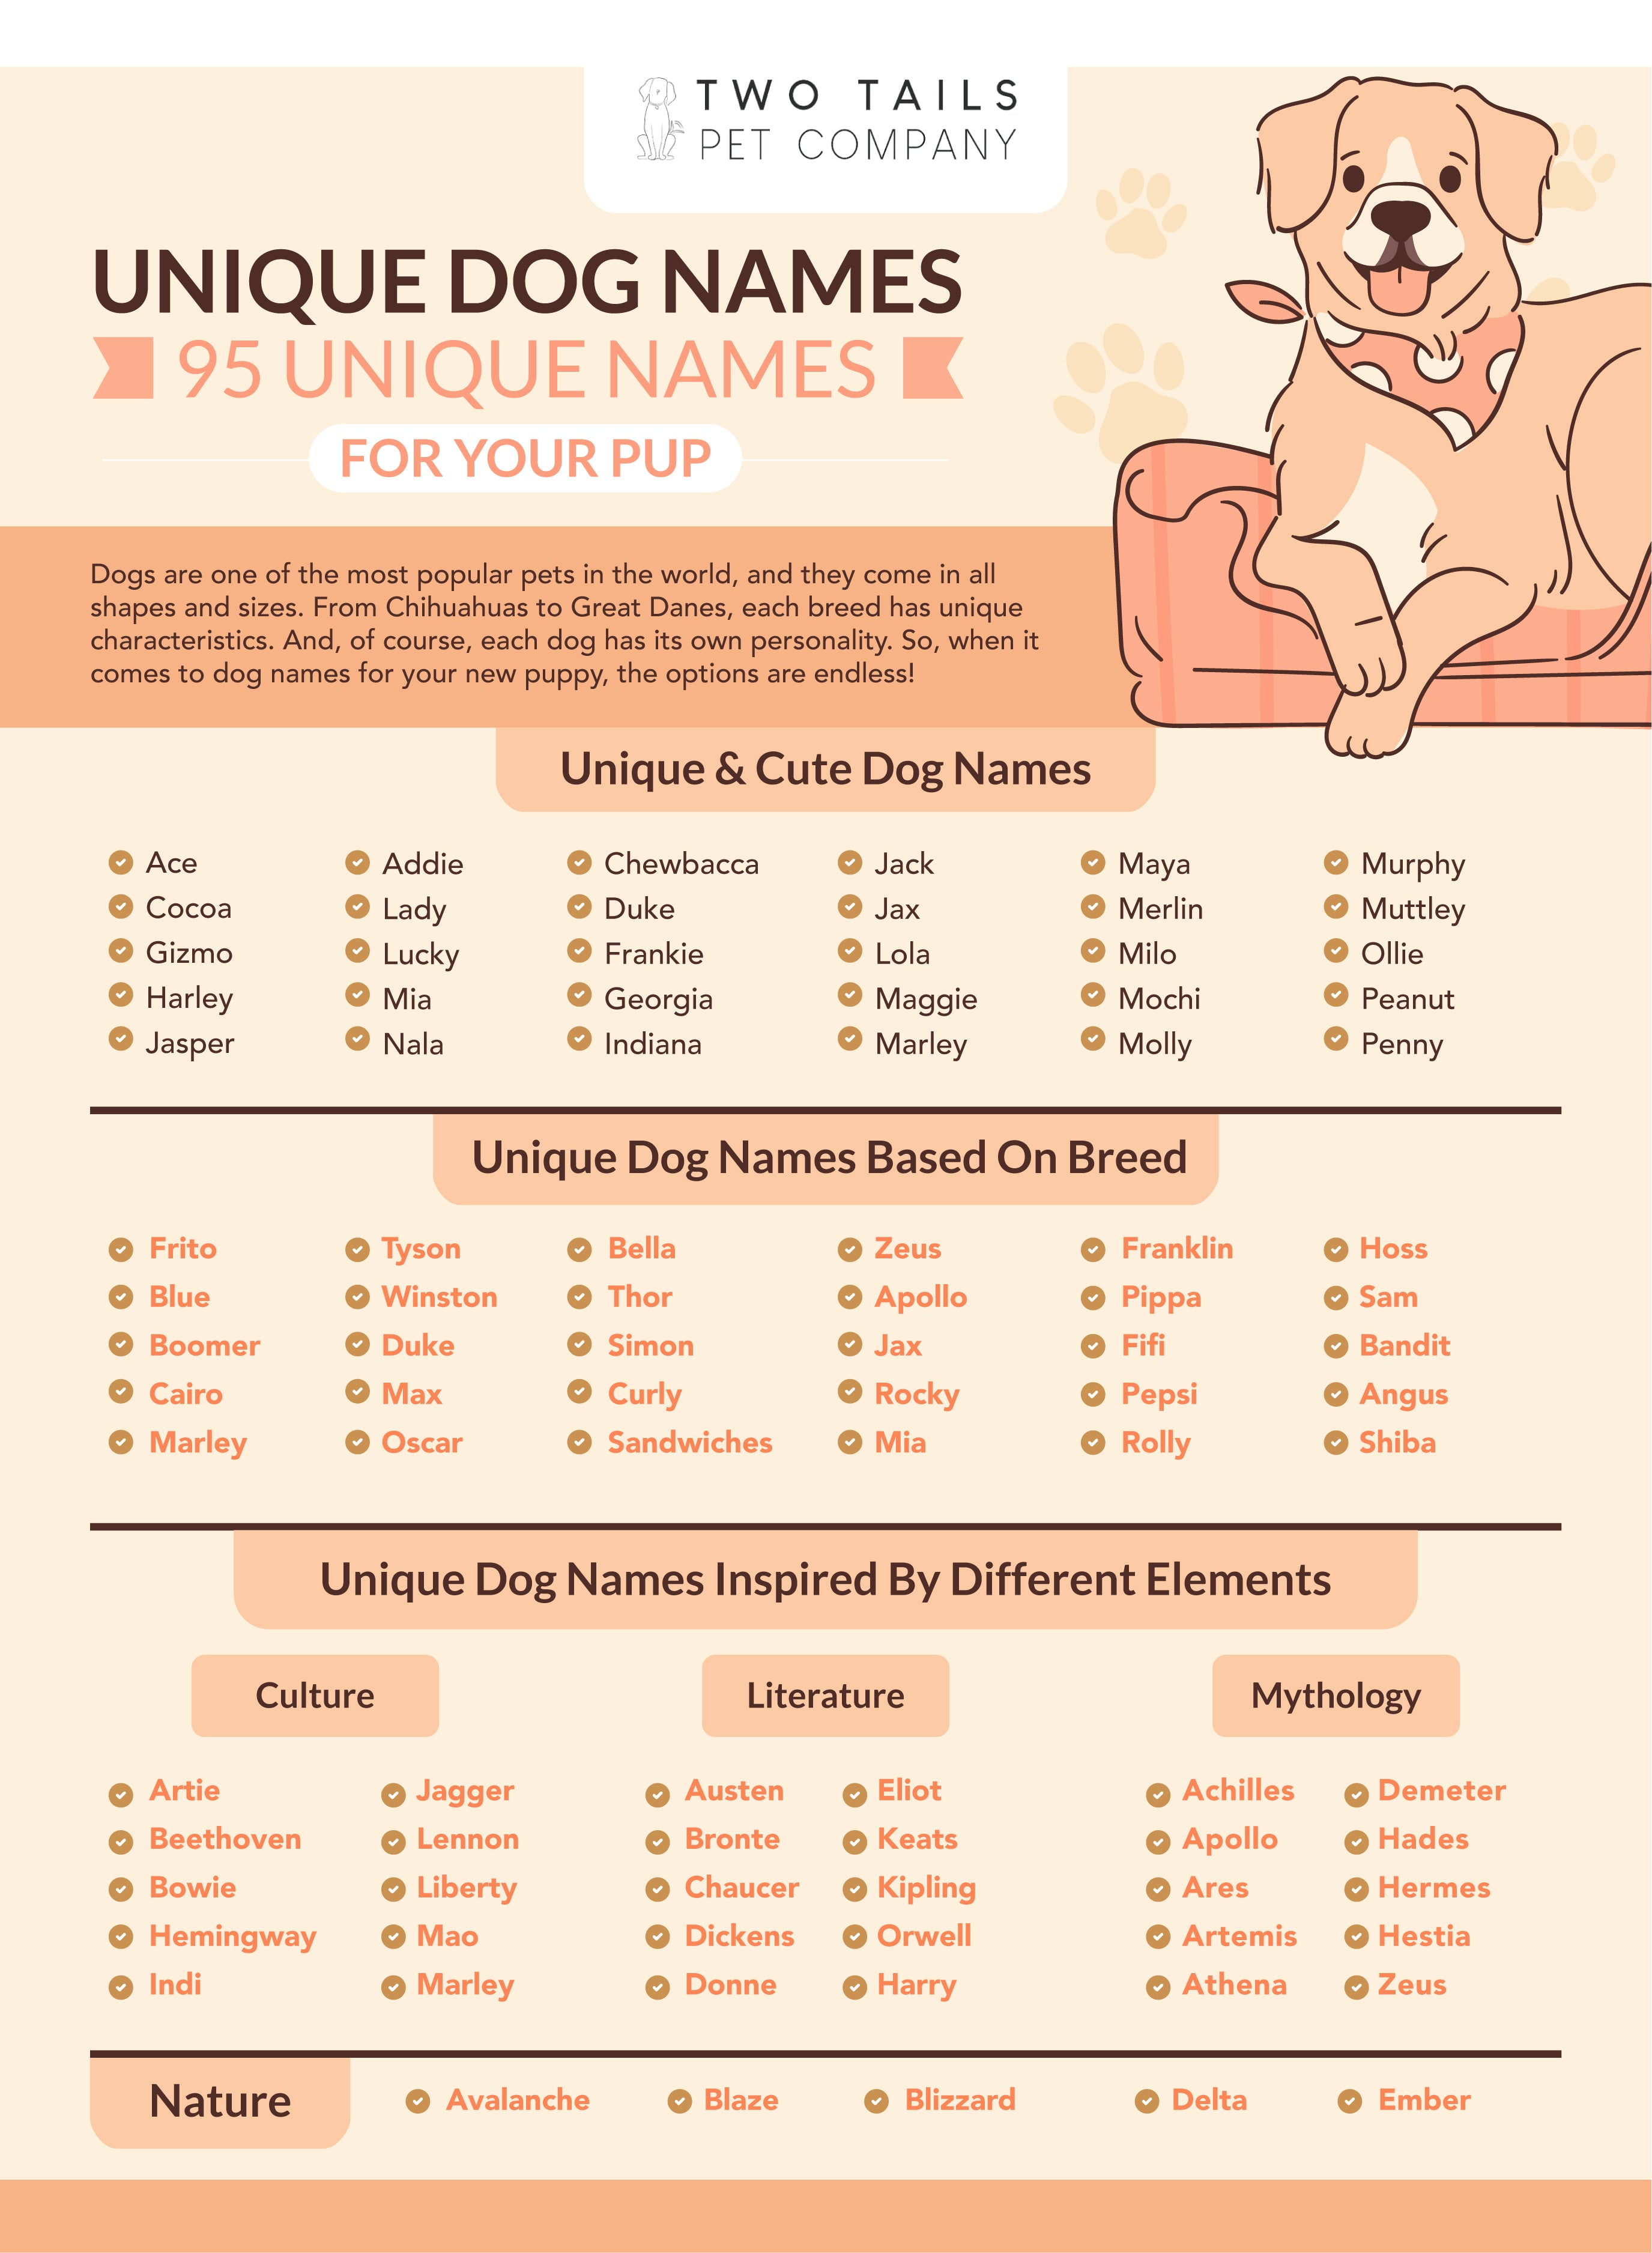 TWO TAILS
PET COMPANY
UNIQUE DOG NAMES
95 UNIQUE NAMES
FOR YOUR PUP
Dogs are one of the most popular pets in the world, and they come in all
shapes and sizes. From Chihuahuas to Great Danes, each breed has unique
characteristics. And, of course, each dog has its own personality. So, when it
comes to dog names for your new puppy, the options are endless!
Unique & Cute Dog Names
Ace Addie Chewbacca Jack Maya Murphy
Cocoa Lady Duke Jax Merlin Muttley
Gizmo Lucky Frankie Lola Milo Ollie
Harley Mia Georgia Maggie Mochi Peanut
Jasper Nala Indiana Marley Molly Penny
Unique Dog Names Based On Breed
Frito Tyson Bella Zeus Franklin Hoss
Blue Winston Thor Apollo Pippa Sam
Boomer Duke Simon Jax Fifi Bandit
Cairo Max Curly Rocky Pepsi Angus
Marley Oscar Sandwiches Mia Rolly Shiba
Unique Dog Names Inspired By Different Elements
Culture Literature Mythology
Artie Jagger Austen Eliot Achilles Demeter
Beethoven Lennon Bronte Keats Apollo Hades
Bowie Liberty Chaucer Kipling Ares Hermes
Hemingway Mao Dickens Orwell Artemis Hestia
Indi Marley Donne Harry Athena Zeus
Nature Avalanche Blaze Blizzard Delta Ember